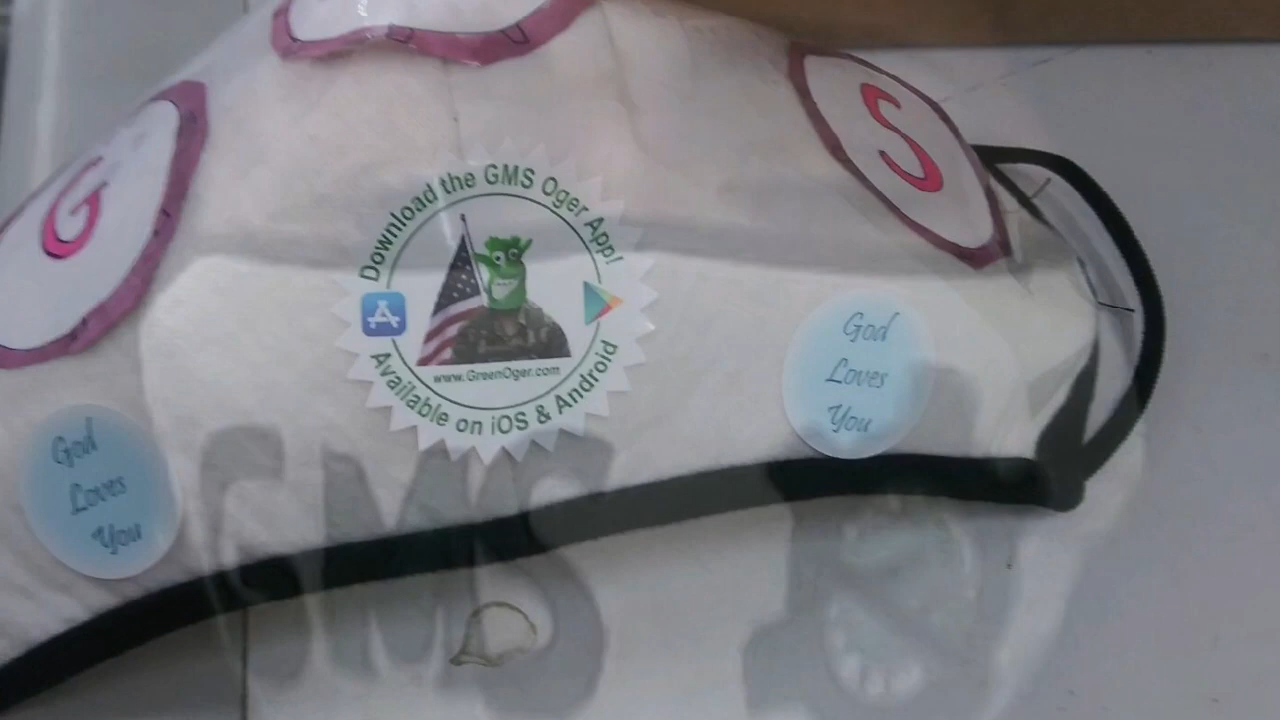 G
S
Download the GMS Oger App!
www.GreenOger.com
Available on iOS & Android
God
Loves
You
God
Loves
You
GMS